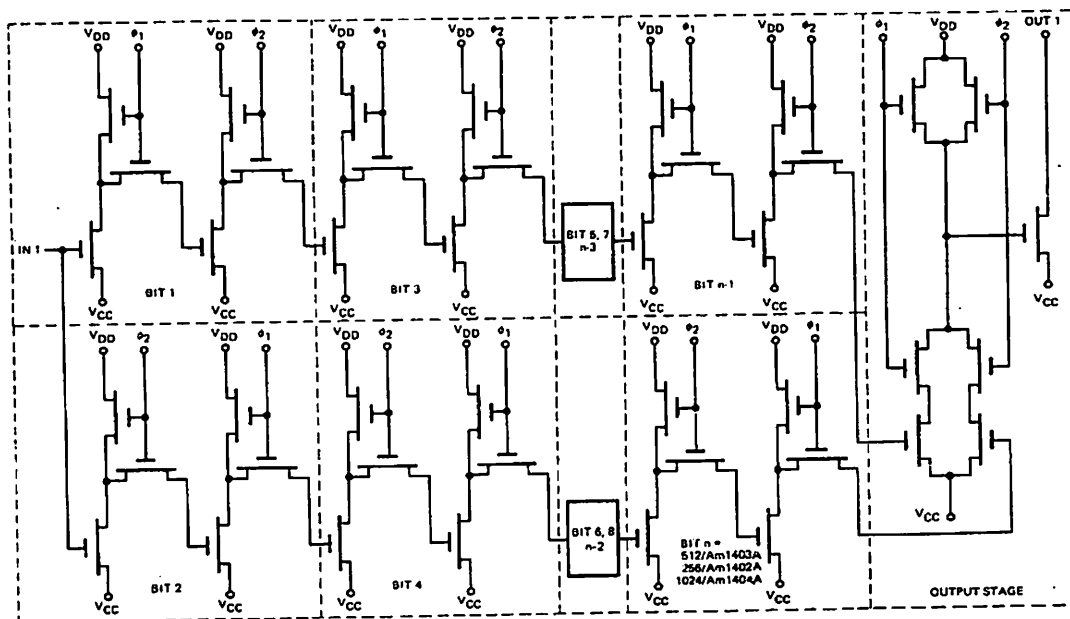 VDD ϕ1 VDD ϕ2 VDD ϕ1 VDD ϕ2 VDD ϕ1 VDD ϕ2 ϕ1 VDD ϕ2 OUT 1
IN 1
BIT 5, 7
n-3
VCC BIT 1 VCC VCC BIT 3 VCC VCC BIT n-1 VCC VCC
VDD ϕ2 VDD ϕ1 VDD ϕ2 VDD ϕ1 VDD ϕ2 VDD ϕ1
VCC
BIT 6, 8
n-2
BIT n =
512/Am1403A
256/Am1402A
1024/Am1404A
BIT 2 BIT 4
VCC VCC VCC VCC VCC VCC
OUTPUT STAGE